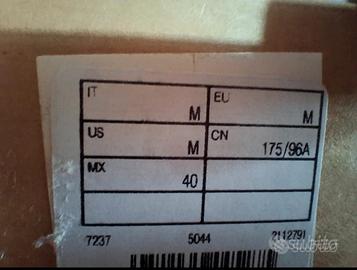 IT M EU M
US M CN 175/96A
MX 40
7237 5044 2112791
subito